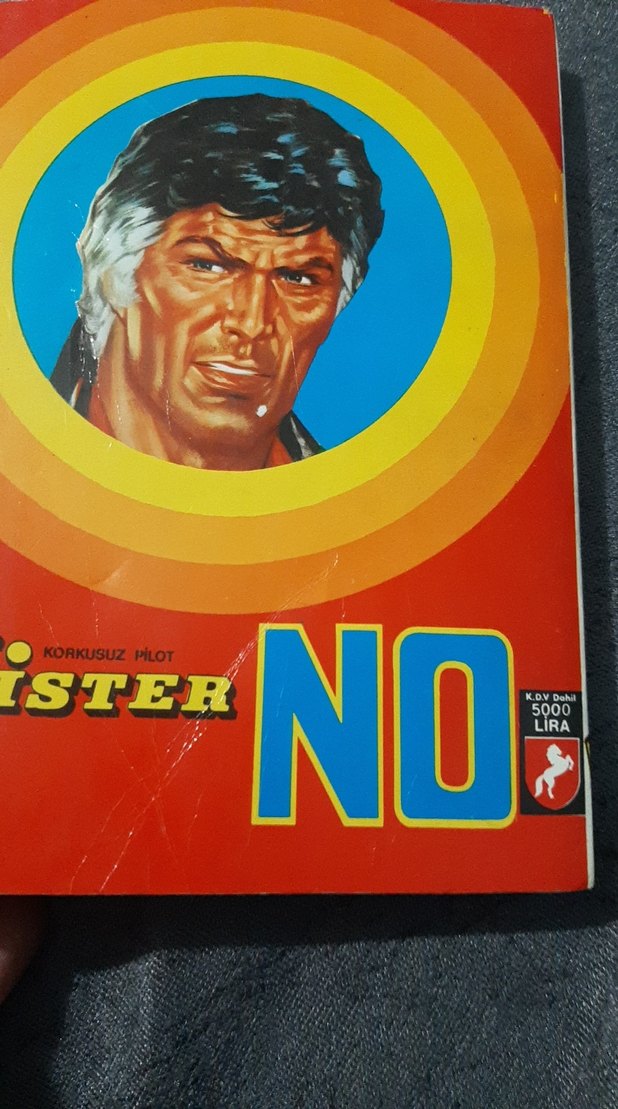 KORKUSUZ PİLOT
İSTER NO
K.D.V Dahil
5000
LİRA